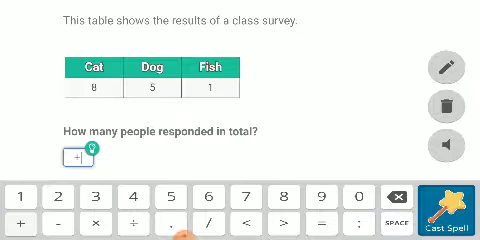 This table shows the results of a class survey.
Cat Dog Fish
8 5 1
How many people responded in total?
+
1 2 3 4 5 6 7 8 9 0
+ - × ÷ . / < > = : SPACE
Cast Spell